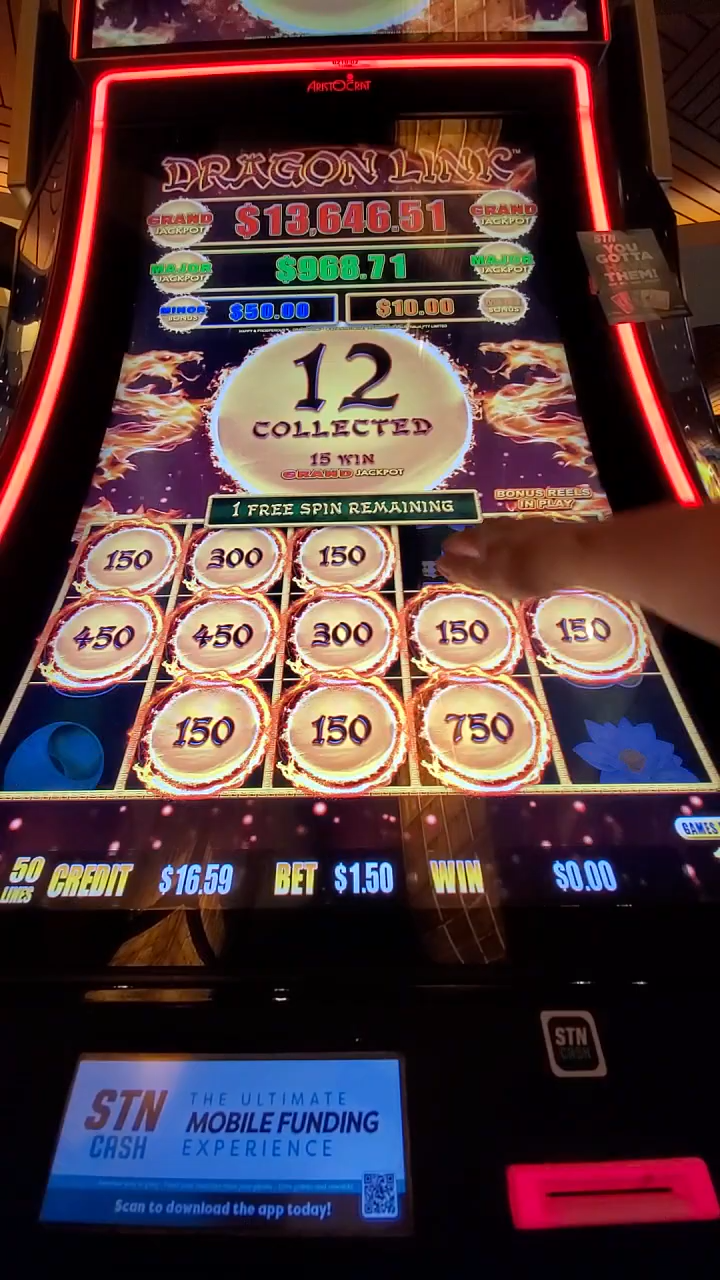 ARISTOCRAT
DRAGON LINK™
GRAND JACKPOT $13,646.51 GRAND JACKPOT
MAJOR JACKPOT $968.71 MAJOR JACKPOT
MINOR BONUS $50.00 $10.00 BONUS
12
COLLECTED
15 WIN
GRAND JACKPOT
1 FREE SPIN REMAINING
BONUS REELS
IN PLAY
150 300 150
450 450 300 150 150
150 150 750
GAMES
50 LINES CREDIT $16.59 BET $1.50 WIN $0.00
STN
YOU
GOTTA
THEM!
STN
CASH
STN
CASH
THE ULTIMATE
MOBILE FUNDING
EXPERIENCE
Scan to download the app today!